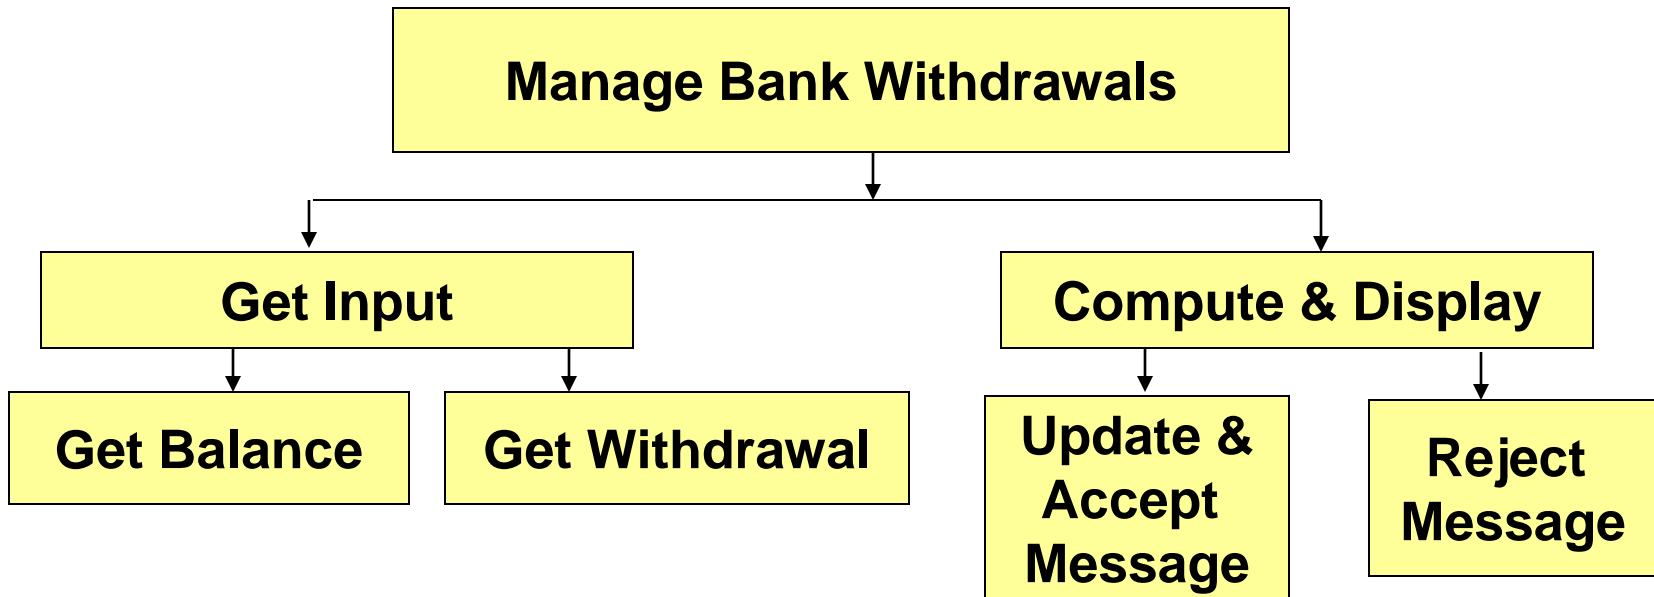 Manage Bank Withdrawals
Get Input
Compute & Display
Get Balance
Get Withdrawal
Update &
Accept
Message
Reject
Message